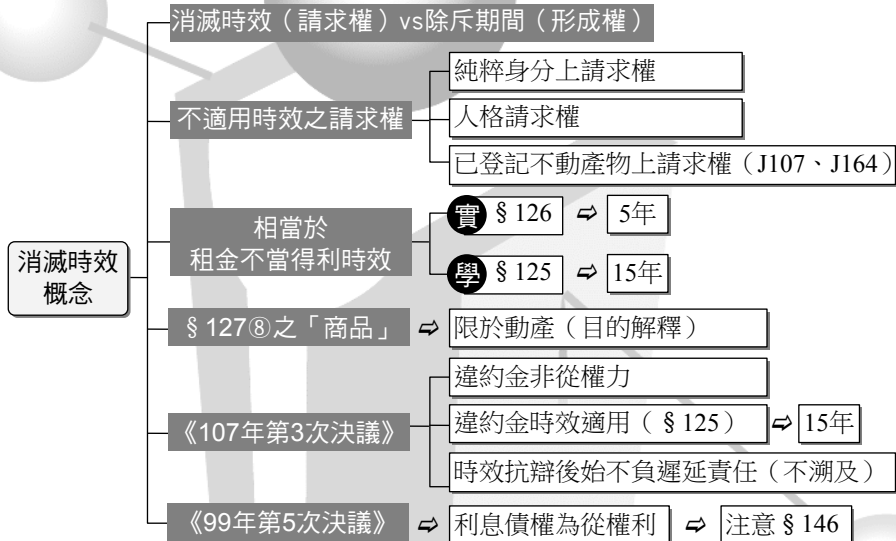 消滅時效（請求權）vs除斥期間（形成權）
不適用時效之請求權
純粹身分上請求權
人格請求權
已登記不動產物上請求權（J107、J164）
相當於
租金不當得利時效
實 §126 ⇨ 5年
學 §125 ⇨ 15年
消滅時效
概念
§127⑧之「商品」 ⇨ 限於動產（目的解釋）
《107年第3次決議》
違約金非從權力
違約金時效適用（§125） ⇨ 15年
時效抗辯後始不負遲延責任（不溯及）
《99年第5次決議》 ⇨ 利息債權為從權利 ⇨ 注意§146